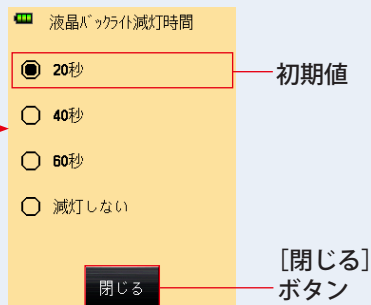 液晶ﾊﾞｯｸﾗｲﾄ減灯時間
20秒
初期値
40秒
60秒
減灯しない
閉じる
［閉じる］
ボタン